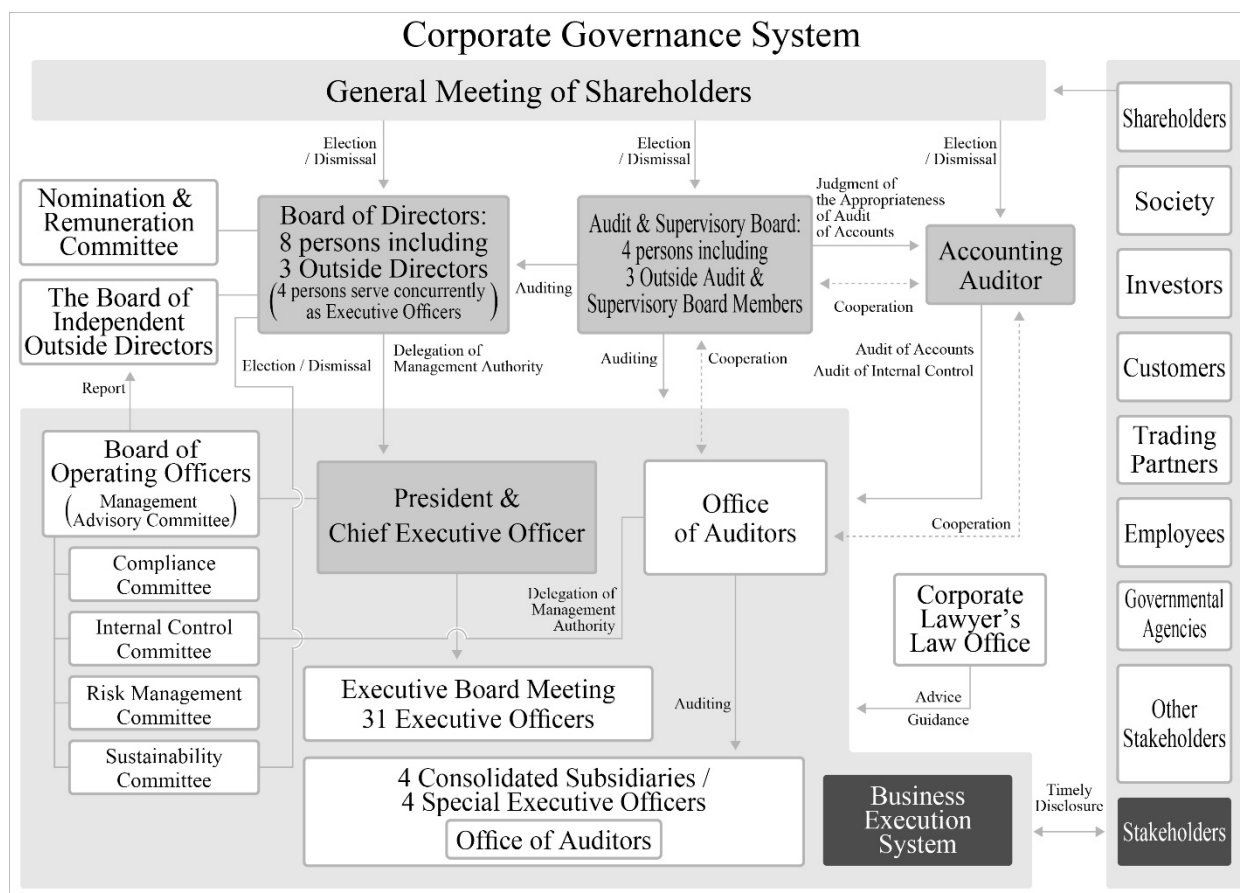 Corporate Governance System
General Meeting of Shareholders
Election
/ Dismissal
Election
/ Dismissal
Election
/ Dismissal
Nomination &
Remuneration
Committee
The Board of
Independent
Outside Directors
Board of Directors:
8 persons including
3 Outside Directors
(4 persons serve concurrently
as Executive Officers)
Auditing
Audit & Supervisory Board:
4 persons including
3 Outside Audit &
Supervisory Board Members
Judgment of
the Appropriateness
of Audit
of Accounts
Cooperation
Accounting
Auditor
Report
Election / Dismissal
Delegation of
Management Authority
Auditing
Cooperation
Audit of Accounts
Audit of Internal Control
Cooperation
Board of
Operating Officers
(Management
Advisory Committee)
Compliance
Committee
Internal Control
Committee
Risk Management
Committee
Sustainability
Committee
President &
Chief Executive Officer
Office
of Auditors
Delegation of
Management
Authority
Executive Board Meeting
31 Executive Officers
Auditing
4 Consolidated Subsidiaries /
4 Special Executive Officers
Office of Auditors
Corporate
Lawyer's
Law Office
Advice
Guidance
Business
Execution
System
Timely
Disclosure
Shareholders
Society
Investors
Customers
Trading
Partners
Employees
Governmental
Agencies
Other
Stakeholders
Stakeholders